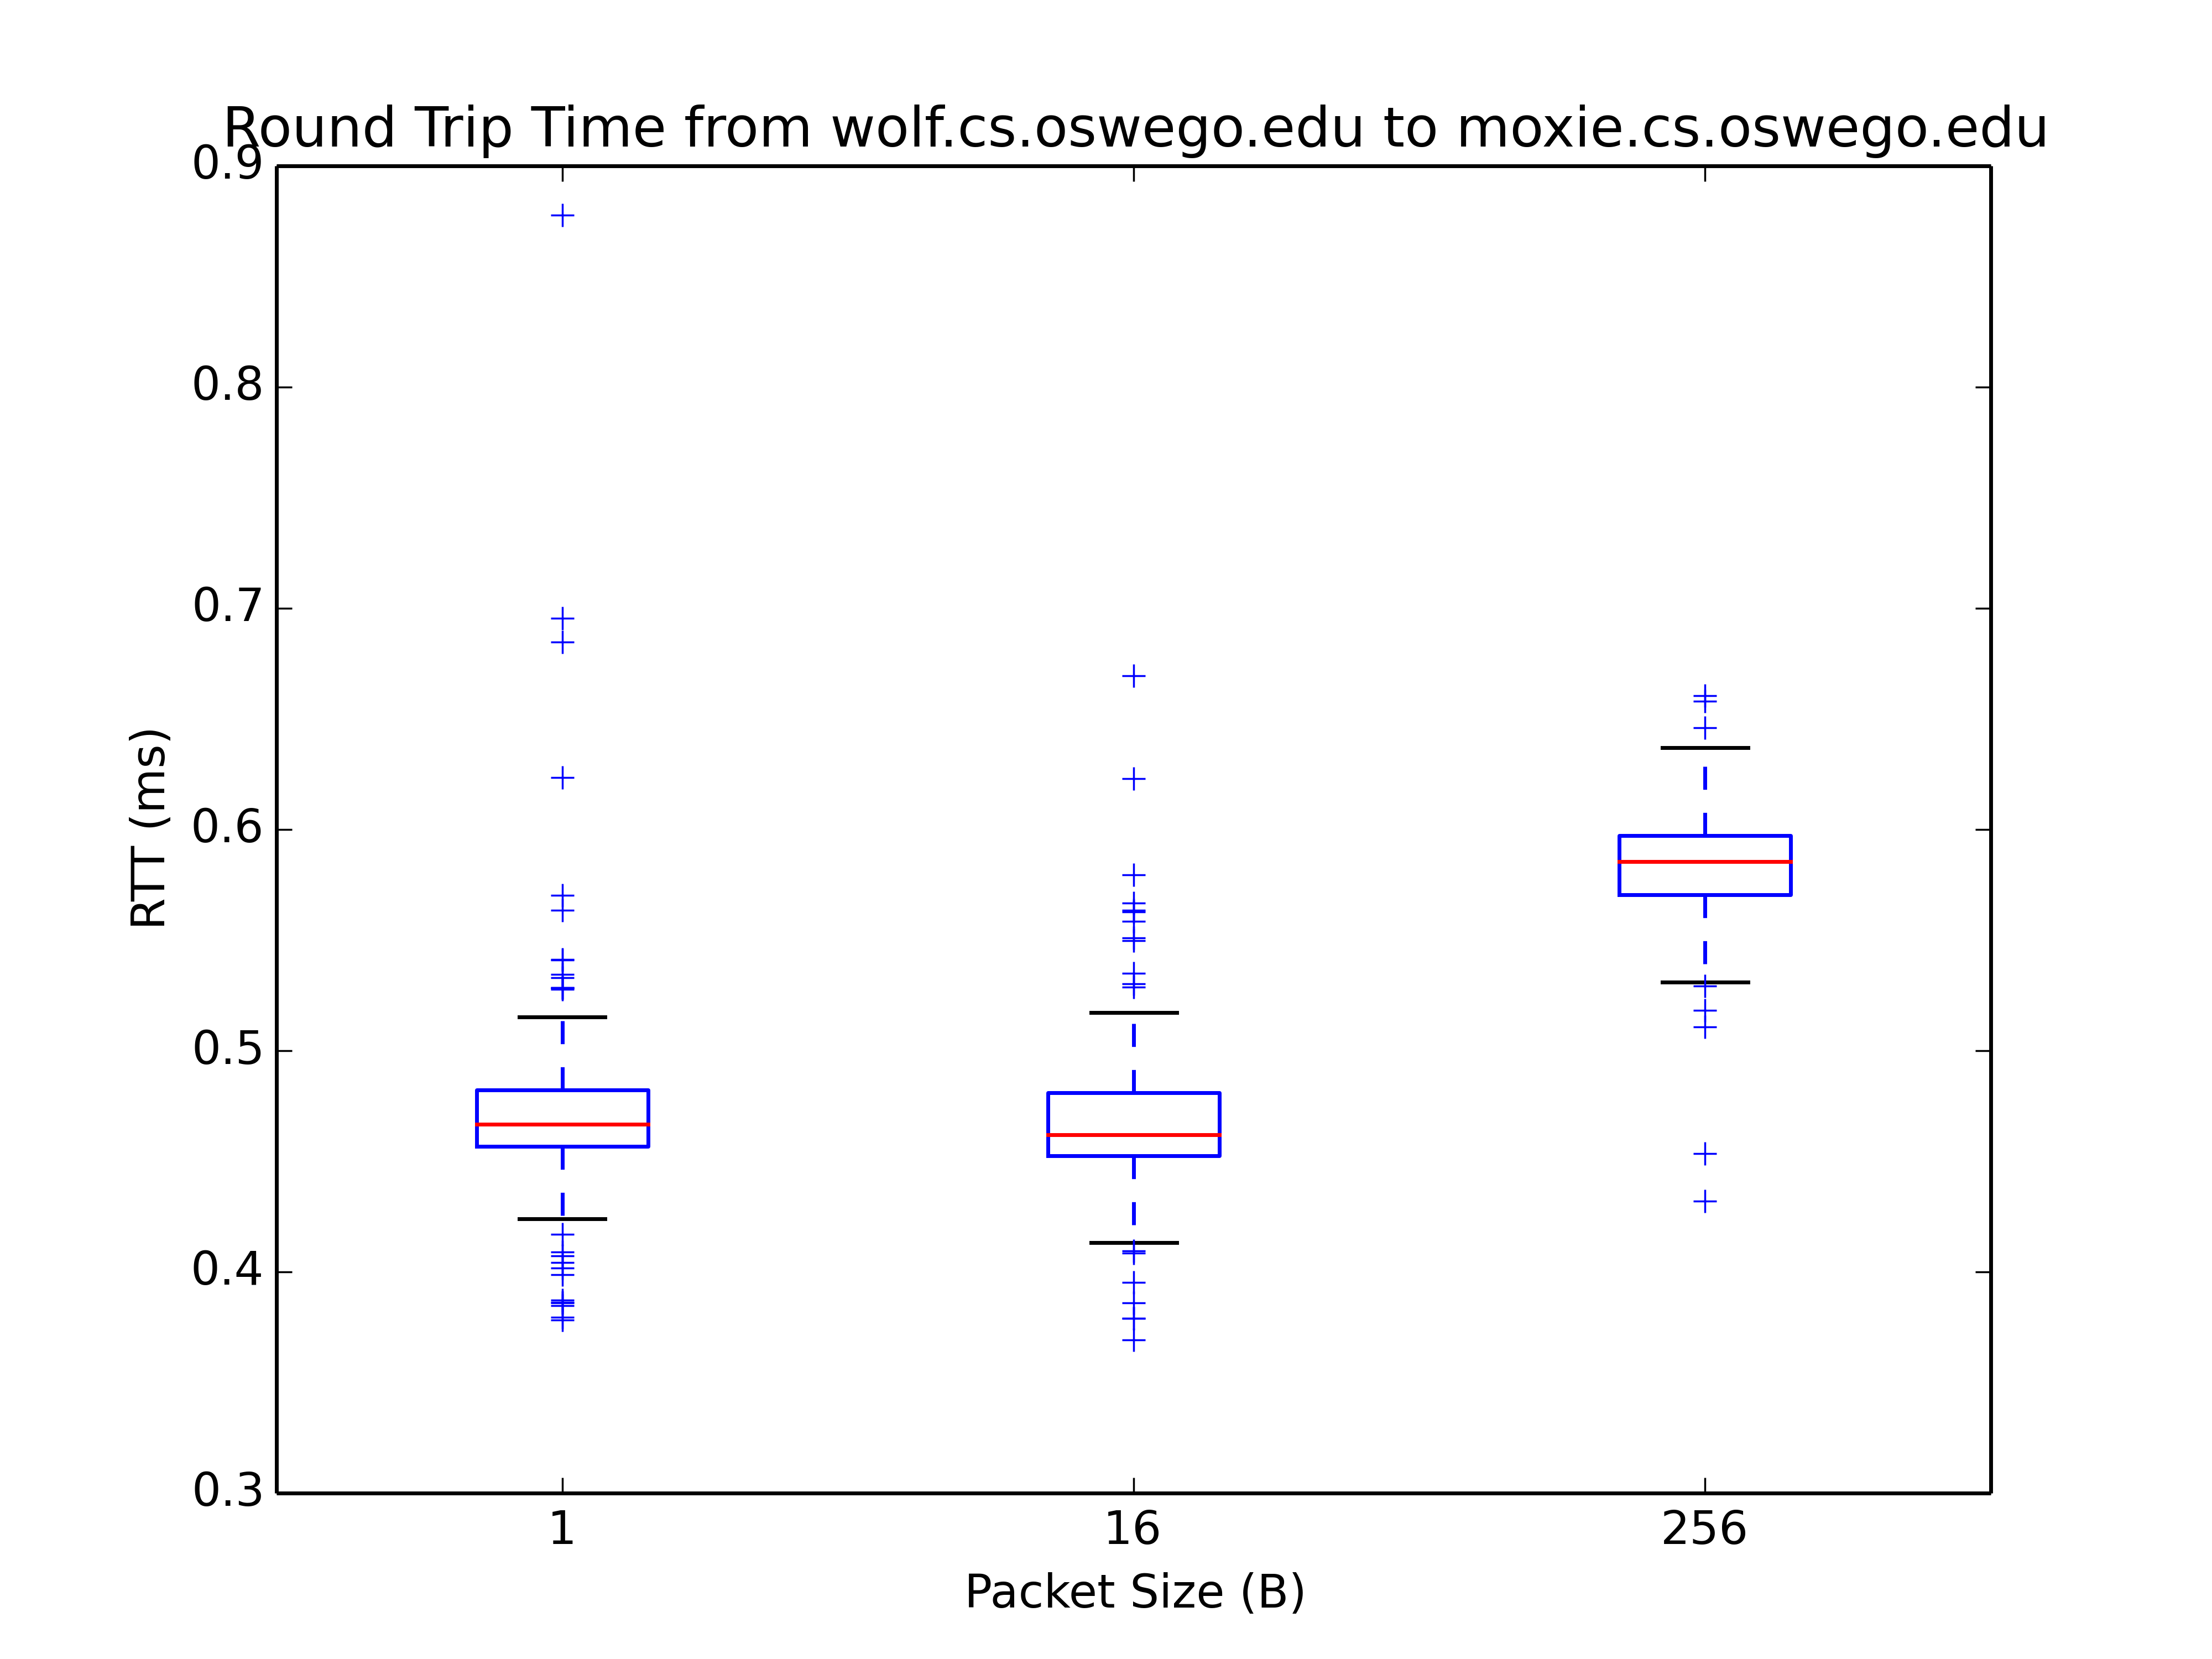 Round Trip Time from wolf.cs.oswego.edu to moxie.cs.oswego.edu
0.9
0.8
0.7
0.6
0.5
0.4
0.3
RTT (ms)
1 16 256
Packet Size (B)